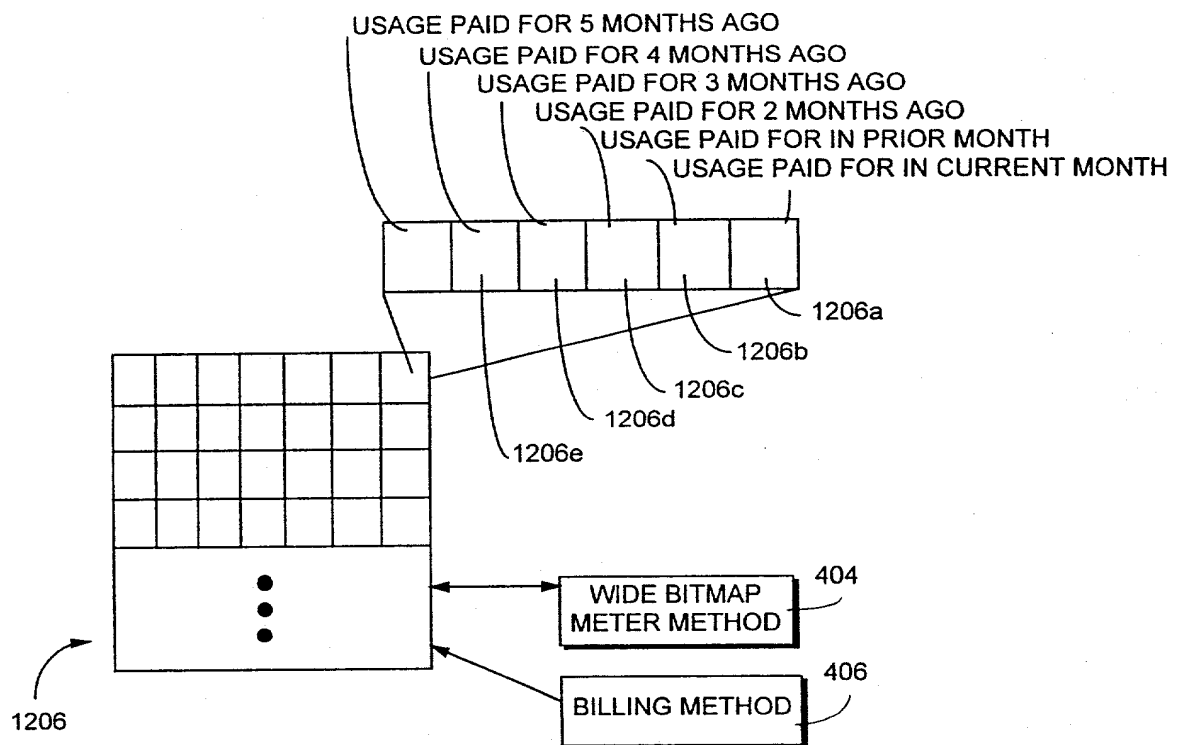 USAGE PAID FOR 5 MONTHS AGO
USAGE PAID FOR 4 MONTHS AGO
USAGE PAID FOR 3 MONTHS AGO
USAGE PAID FOR 2 MONTHS AGO
USAGE PAID FOR IN PRIOR MONTH
USAGE PAID FOR IN CURRENT MONTH
1206a
1206b
1206c
1206d
1206e
404
WIDE BITMAP
METER METHOD
406
BILLING METHOD
1206